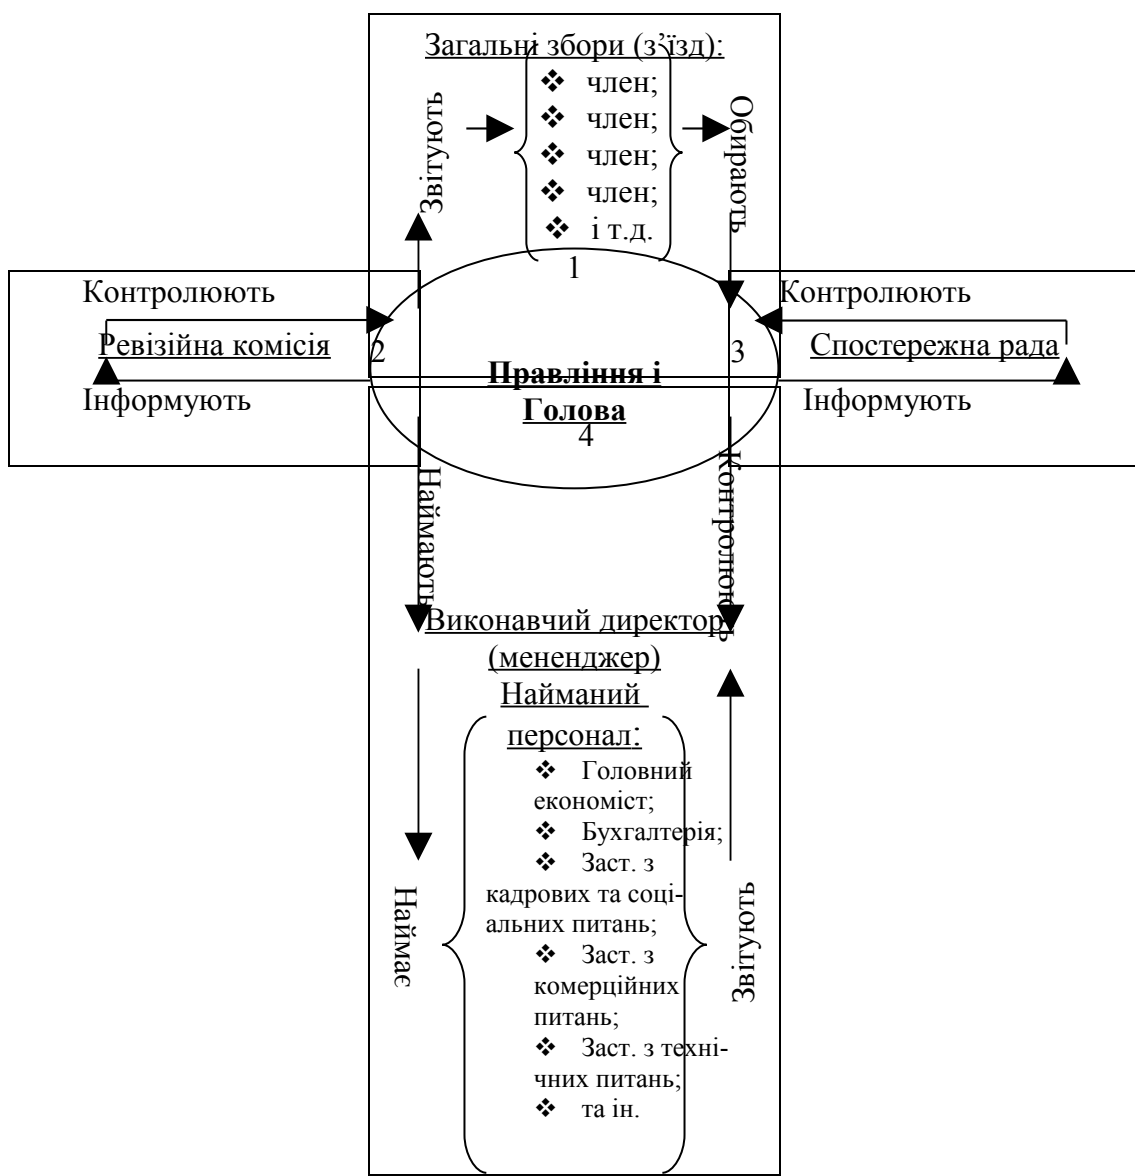 Загальні збори (з’їзд):
❖ член;
❖ член;
❖ член;
❖ член;
❖ і т.д.
Звітують
Обирають
1
Контролюють
Ревізійна комісія
Інформують
2
Правління і
Голова
3
4
Контролюють
Спостережна рада
Інформують
Наймають
Контролюють
Виконавчий директор
(мененджер)
Найманий
персонал:
❖ Головний
економіст;
❖ Бухгалтерія;
❖ Заст. з
кадрових та соці-
альних питань;
❖ Заст. з
комерційних
питань;
❖ Заст. з техні-
чних питань;
❖ та ін.
Наймає
Звітують